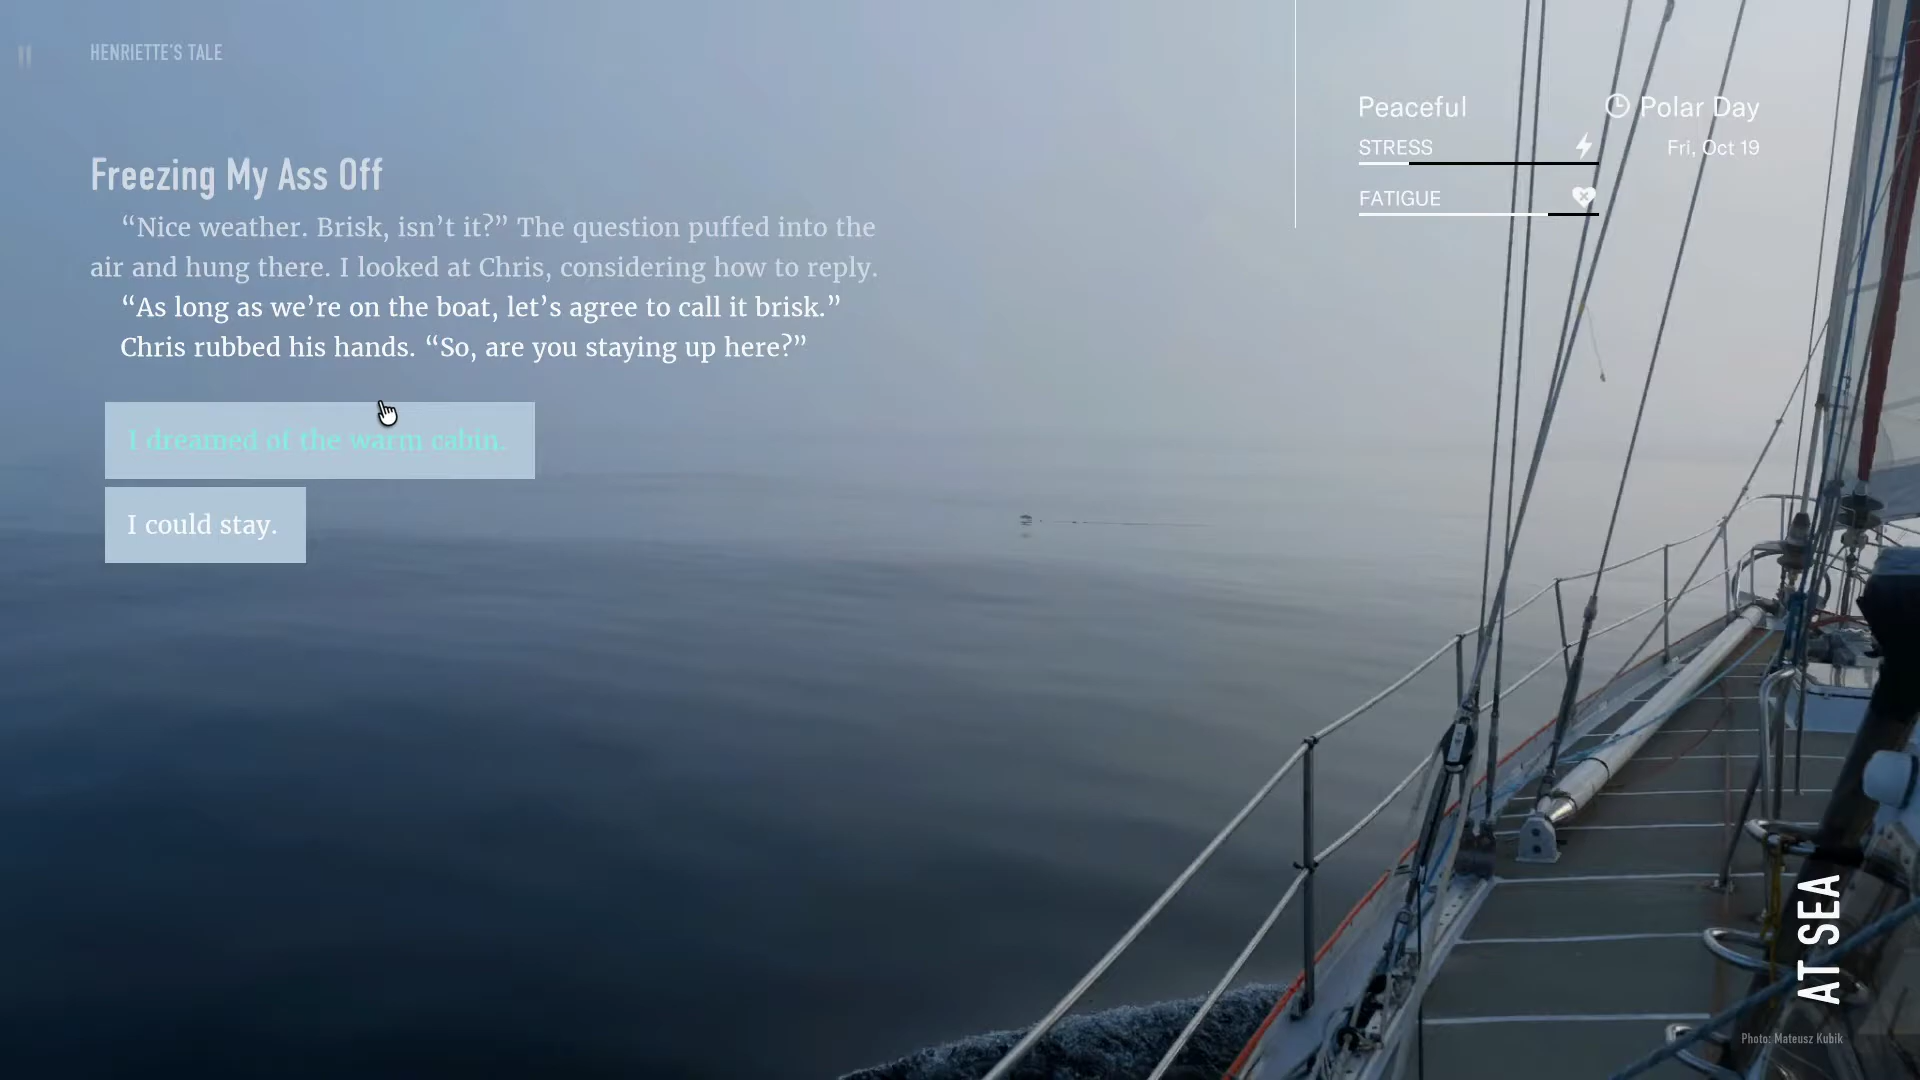 HENRIETTE'S TALE
Peaceful
Polar Day
STRESS
Fri, Oct 19
FATIGUE
Freezing My Ass Off
“Nice weather. Brisk, isn’t it?” The question puffed into the
air and hung there. I looked at Chris, considering how to reply.
“As long as we’re on the boat, let’s agree to call it brisk.”
Chris rubbed his hands. “So, are you staying up here?”
I dreamed of the warm cabin.
I could stay.
AT SEA
Photo: Mateusz Kubik